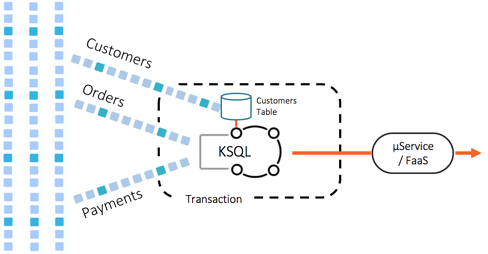 Customers
Orders
Payments
Customers
Table
KSQL
Transaction
µService
/ FaaS